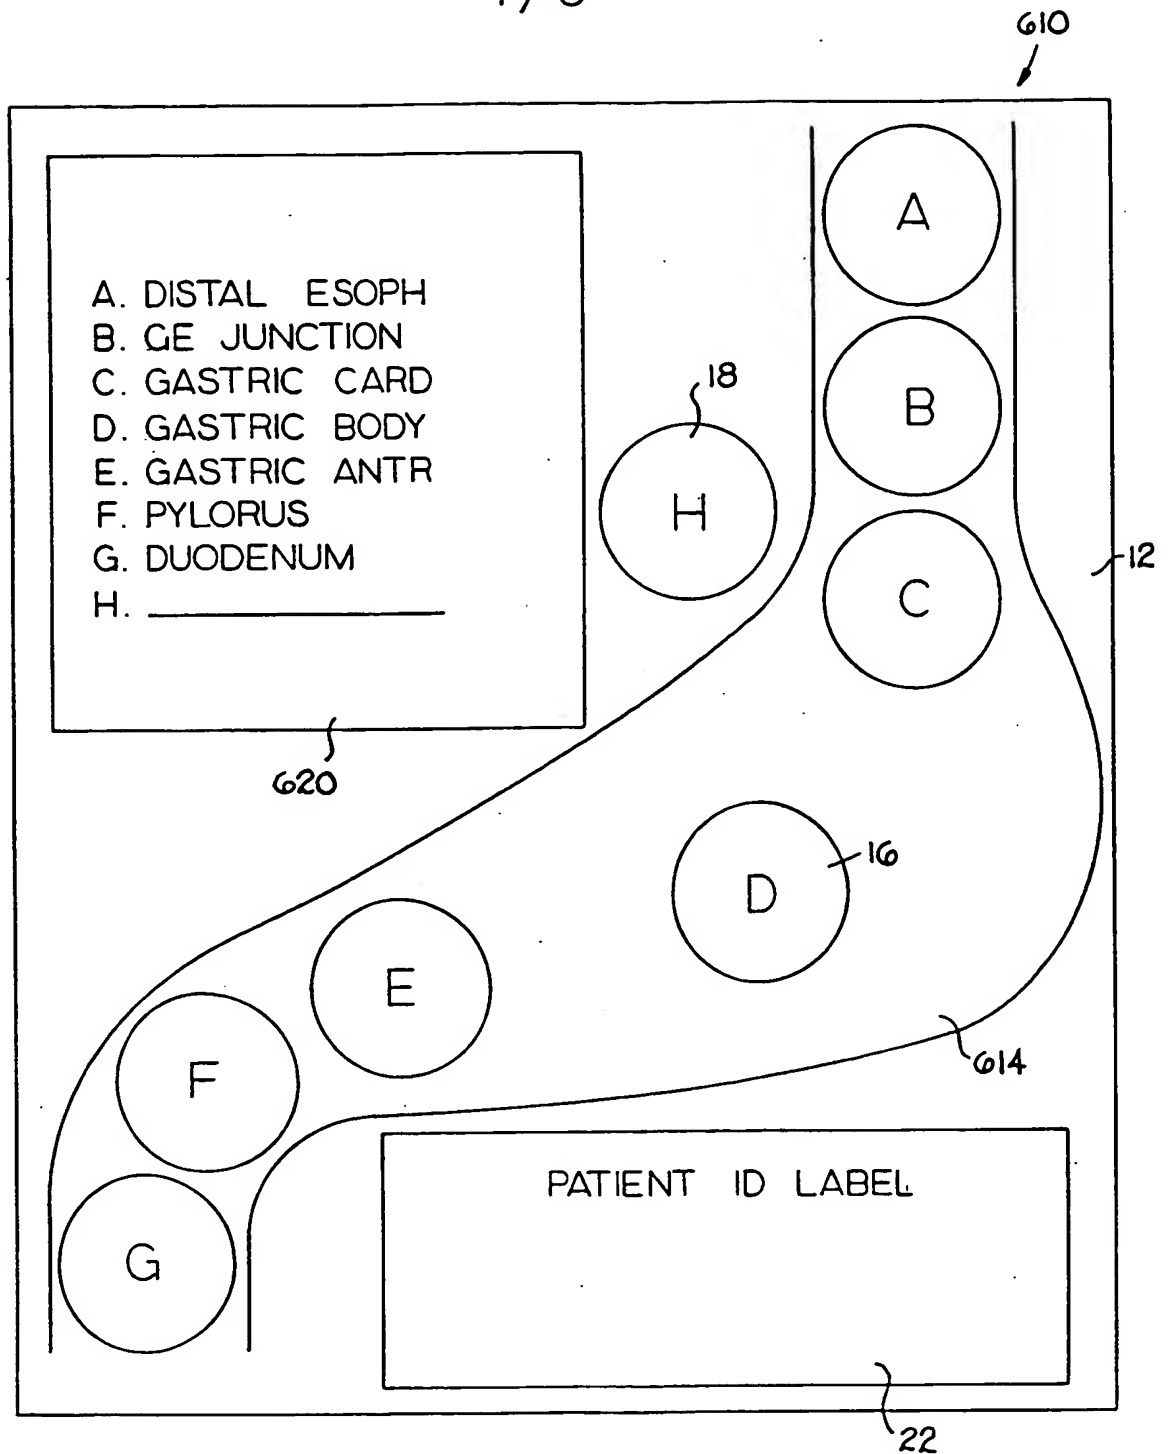 610
A
A. DISTAL ESOPH
B. GE JUNCTION
C. GASTRIC CARD
D. GASTRIC BODY
E. GASTRIC ANTR
F. PYLORUS
G. DUODENUM
H. ____________
18
B
H
12
C
620
16
D
E
614
F
PATIENT ID LABEL
G
22